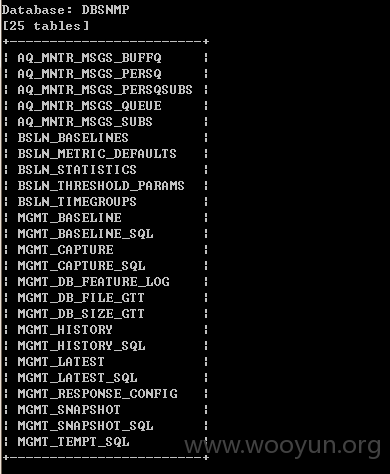 Database: DBSNMP
[25 tables]
+------------------------+
¦ AQ_MNTR_MSGS_BUFFQ ¦
¦ AQ_MNTR_MSGS_PERSQ ¦
¦ AQ_MNTR_MSGS_PERSQSUBS ¦
¦ AQ_MNTR_MSGS_QUEUE ¦
¦ AQ_MNTR_MSGS_SUBS ¦
¦ BSLN_BASELINES ¦
¦ BSLN_METRIC_DEFAULTS ¦
¦ BSLN_STATISTICS ¦
¦ BSLN_THRESHOLD_PARAMS ¦
¦ BSLN_TIMEGROUPS ¦
¦ MGMT_BASELINE ¦
¦ MGMT_BASELINE_SQL ¦
¦ MGMT_CAPTURE ¦
¦ MGMT_CAPTURE_SQL ¦
¦ MGMT_DB_FEATURE_LOG ¦
¦ MGMT_DB_FILE_GTT ¦
¦ MGMT_DB_SIZE_GTT ¦
¦ MGMT_HISTORY ¦
¦ MGMT_HISTORY_SQL ¦
¦ MGMT_LATEST ¦
¦ MGMT_LATEST_SQL ¦
¦ MGMT_RESPONSE_CONFIG ¦
¦ MGMT_SNAPSHOT ¦
¦ MGMT_SNAPSHOT_SQL ¦
¦ MGMT_TEMPT_SQL ¦
+------------------------+
www.wooyun.org